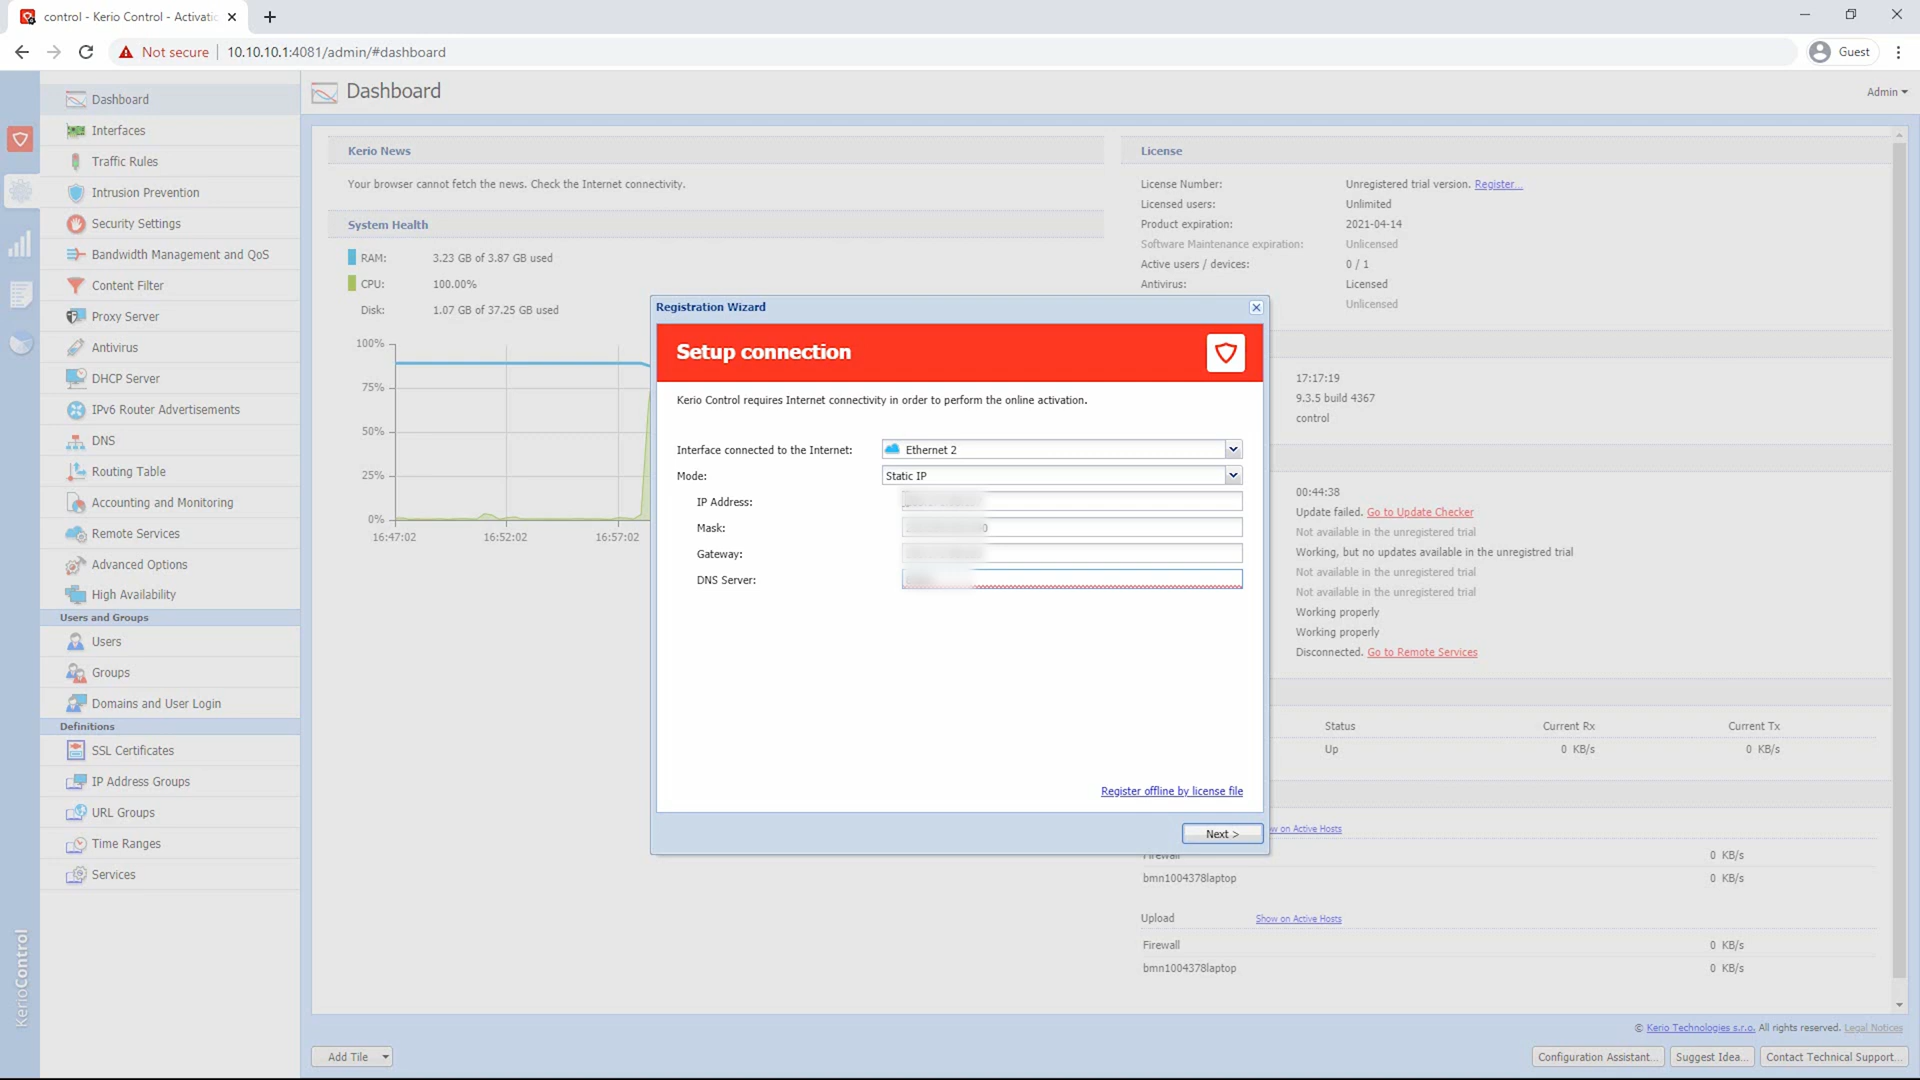 control - Kerio Control - Activatio
Not secure
10.10.10.1:4081/admin/#dashboard
Guest
Dashboard
Interfaces
Traffic Rules
Intrusion Prevention
Security Settings
Bandwidth Management and QoS
Content Filter
Proxy Server
Antivirus
DHCP Server
IPv6 Router Advertisements
DNS
Routing Table
Accounting and Monitoring
Remote Services
Advanced Options
High Availability
Users and Groups
Users
Groups
Domains and User Login
Definitions
SSL Certificates
IP Address Groups
URL Groups
Time Ranges
Services
KerioControl
Dashboard
Admin
Kerio News
Your browser cannot fetch the news. Check the Internet connectivity.
System Health
RAM: 3.23 GB of 3.87 GB used
CPU: 100.00%
Disk: 1.07 GB of 37.25 GB used
100%
75%
50%
25%
0%
16:47:02 16:52:02 16:57:02
License
License Number: Unregistered trial version. Register...
Licensed users: Unlimited
Product expiration: 2021-04-14
Software Maintenance expiration: Unlicensed
Active users / devices: 0 / 1
Antivirus: Licensed
Unlicensed
17:17:19
9.3.5 build 4367
control
00:44:38
Update failed. Go to Update Checker
Not available in the unregistered trial
Working, but no updates available in the unregistred trial
Not available in the unregistered trial
Not available in the unregistered trial
Working properly
Working properly
Disconnected. Go to Remote Services
Status Current Rx Current Tx
Up 0 KB/s 0 KB/s
Show on Active Hosts
Firewall 0 KB/s
bmn1004378laptop 0 KB/s
Upload Show on Active Hosts
Firewall 0 KB/s
bmn1004378laptop 0 KB/s
Registration Wizard
Setup connection
Kerio Control requires Internet connectivity in order to perform the online activation.
Interface connected to the Internet: Ethernet 2
Mode: Static IP
IP Address:
Mask: 0
Gateway:
DNS Server:
Register offline by license file
Next >
© Kerio Technologies s.r.o. All rights reserved. Legal Notices
Add Tile
Configuration Assistant... Suggest Idea... Contact Technical Support...